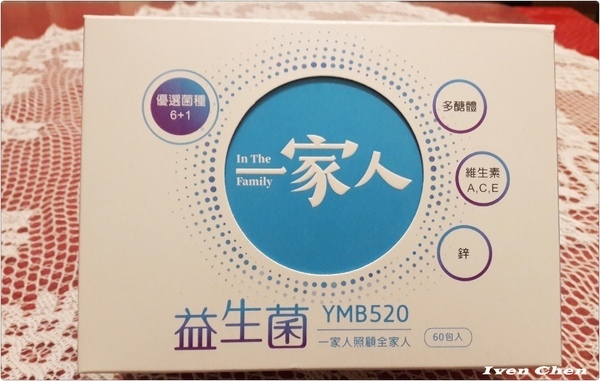 優選菌種
6+1
In The
Family
一家人
多醣體
維生素
A,C,E
鋅
益生菌
YMB520
一家人照顧全家人
60包入
Iven Chen